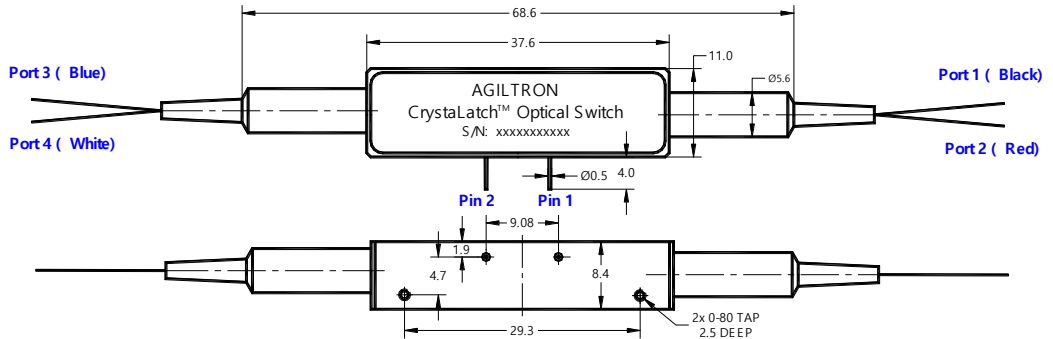 68.6
37.6
Port 3 ( Blue)
11.0
Port 1 ( Black)
Ø5.6
AGILTRON
CrystaLatch™ Optical Switch
S/N: xxxxxxxxxxx
Port 4 ( White)
Port 2 ( Red)
Ø0.5
4.0
Pin 2
Pin 1
9.08
1.9
4.7
8.4
2x 0-80 TAP
2.5 DEEP
29.3